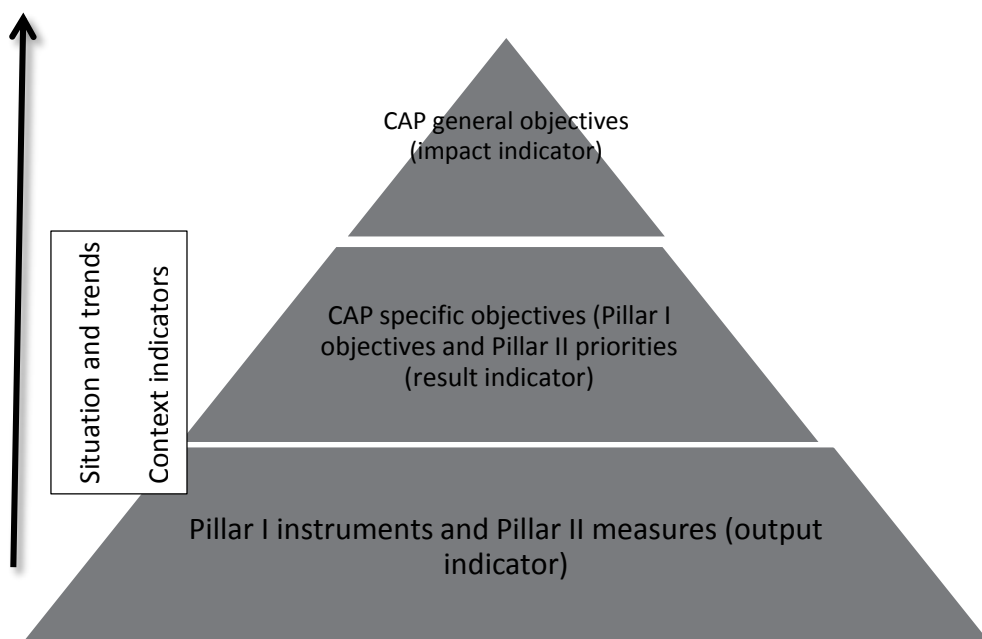 CAP general objectives
(impact indicator)
Situation and trends
Context indicators
CAP specific objectives (Pillar I
objectives and Pillar II priorities
(result indicator)
Pillar I instruments and Pillar II measures (output
indicator)